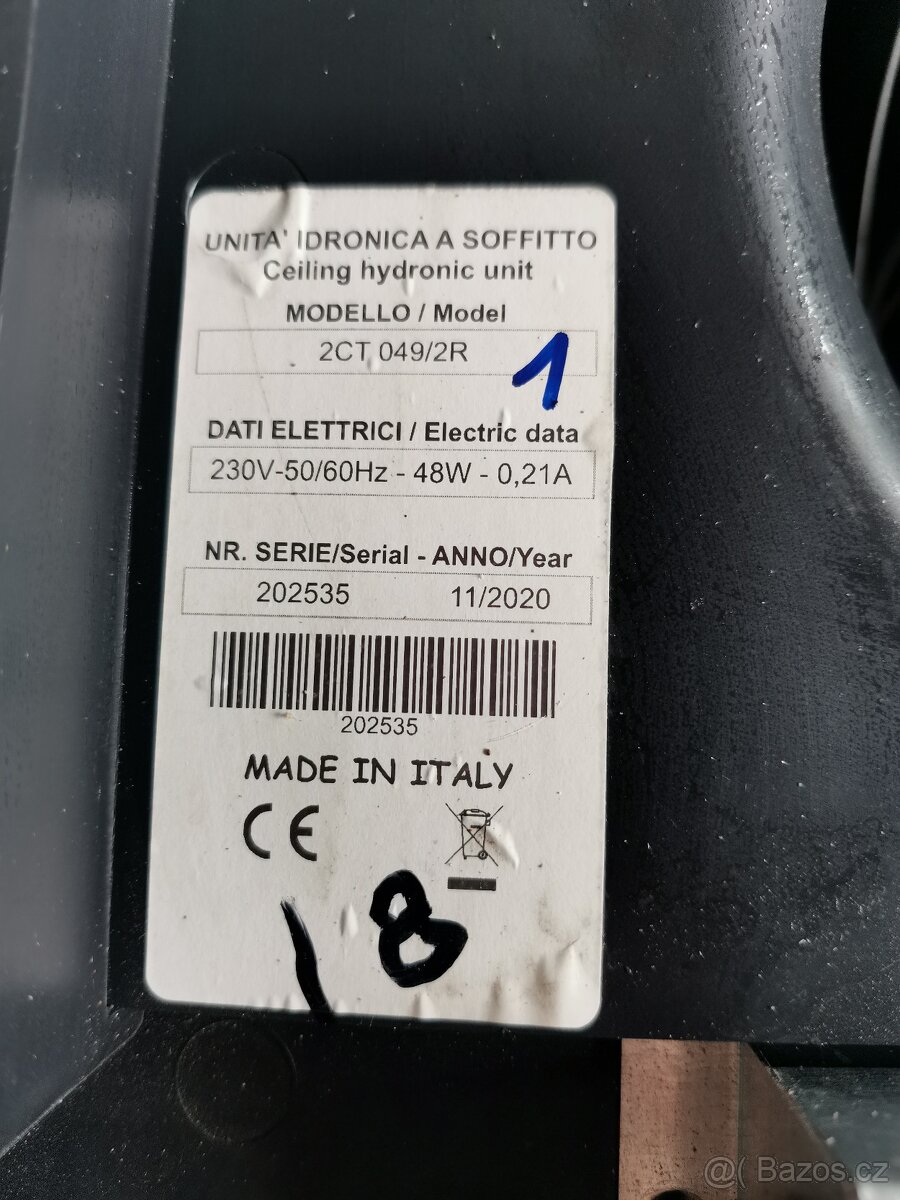 UNITA' IDRONICA A SOFFITTO
Ceiling hydronic unit
MODELLO / Model
2CT 049/2R
1
DATI ELETTRICI / Electric data
230V-50/60Hz - 48W - 0,21A
NR. SERIE/Serial - ANNO/Year
202535 11/2020
202535
MADE IN ITALY
CE
\ 8
@( Bazos.cz